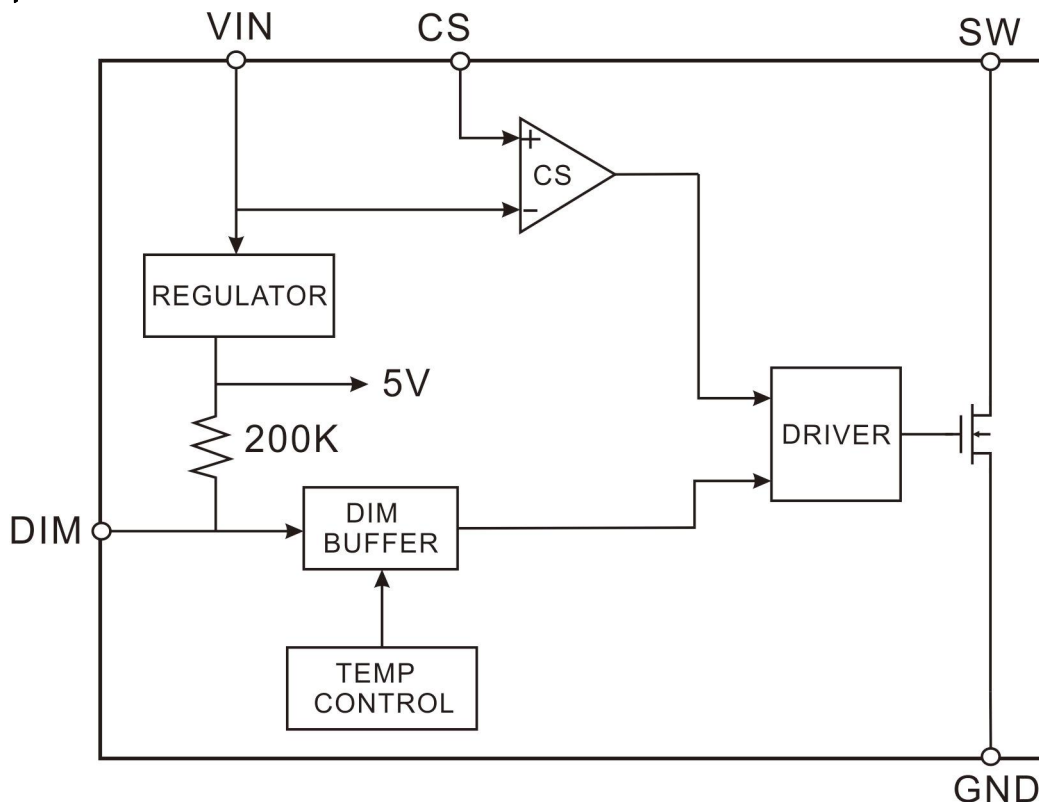 VIN
CS
SW
+
CS
−
REGULATOR
5V
200K
DRIVER
DIM
DIM
BUFFER
TEMP
CONTROL
GND